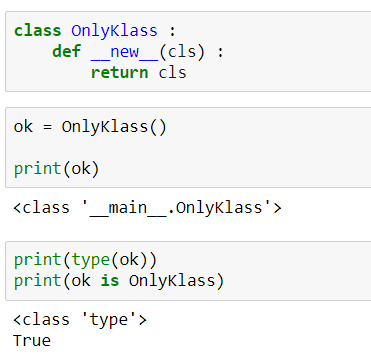 class OnlyKlass :
    def __new__(cls) :
        return cls
ok = OnlyKlass()
print(ok)
<class '__main__.OnlyKlass'>
print(type(ok))
print(ok is OnlyKlass)
<class 'type'>
True